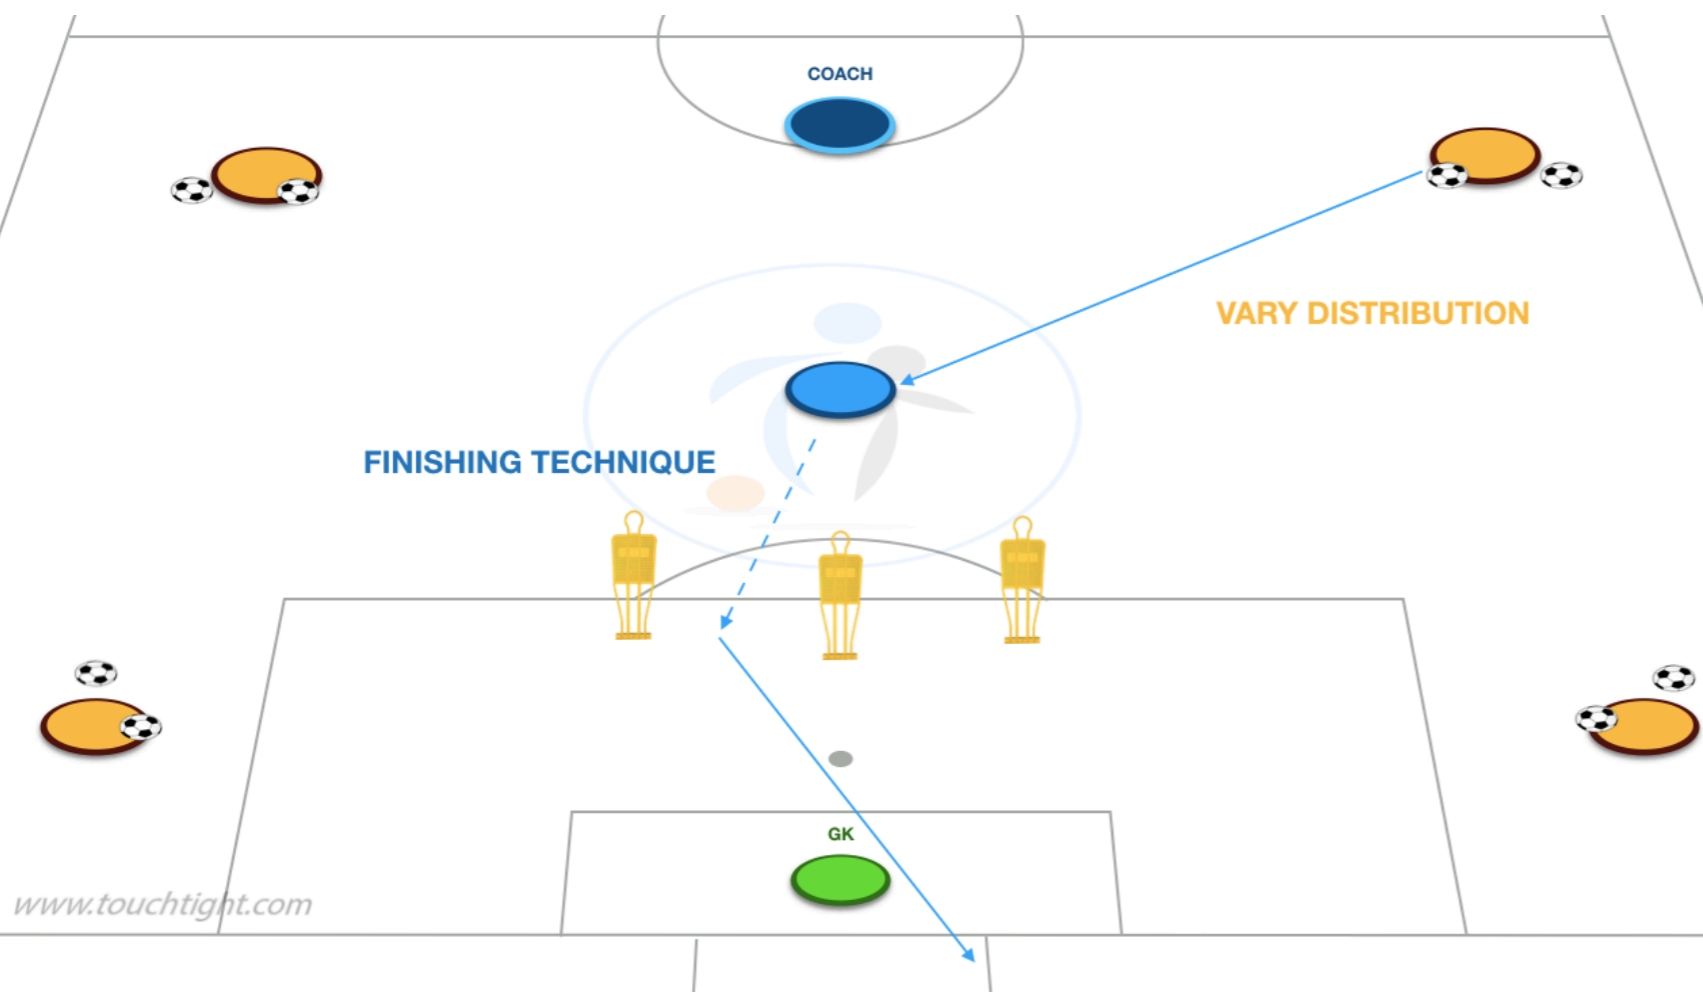 COACH
VARY DISTRIBUTION
FINISHING TECHNIQUE
GK
www.touchtight.com